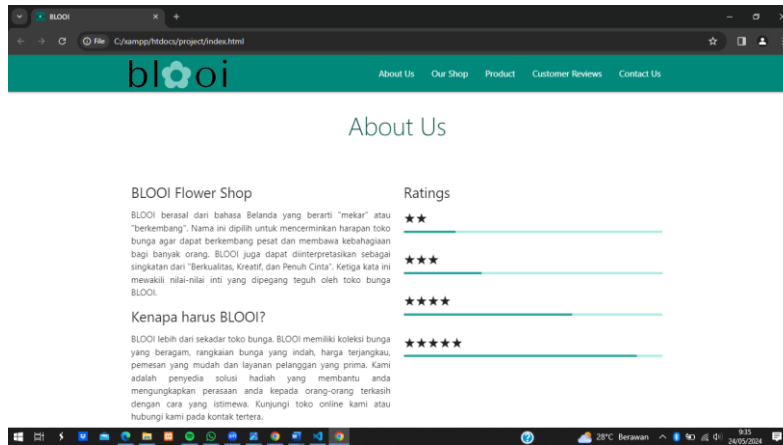 BLOOI
File C:/xampp/htdocs/project/index.html
blooi
About Us Our Shop Product Customer Reviews Contact Us
About Us
BLOOI Flower Shop
BLOOI berasal dari bahasa Belanda yang berarti "mekar" atau
"berkembang". Nama ini dipilih untuk mencerminkan harapan toko
bunga agar dapat berkembang pesat dan membawa kebahagiaan
bagi banyak orang. BLOOI juga dapat diinterpretasikan sebagai
singkatan dari "Berkualitas, Kreatif, dan Penuh Cinta". Ketiga kata ini
mewakili nilai-nilai inti yang dipegang teguh oleh toko bunga
BLOOI.
Kenapa harus BLOOI?
BLOOI lebih dari sekadar toko bunga. BLOOI memiliki koleksi bunga
yang beragam, rangkaian bunga yang indah, harga terjangkau,
pemesan yang mudah dan layanan pelanggan yang prima. Kami
adalah penyedia solusi hadiah yang membantu anda
mengungkapkan perasaan anda kepada orang-orang terkasih
dengan cara yang istimewa. Kunjungi toko online kami atau
hubungi kami pada kontak tertera.
Ratings
★★
★★★
★★★★
★★★★★
28°C Berawan
9:35
24/05/2024